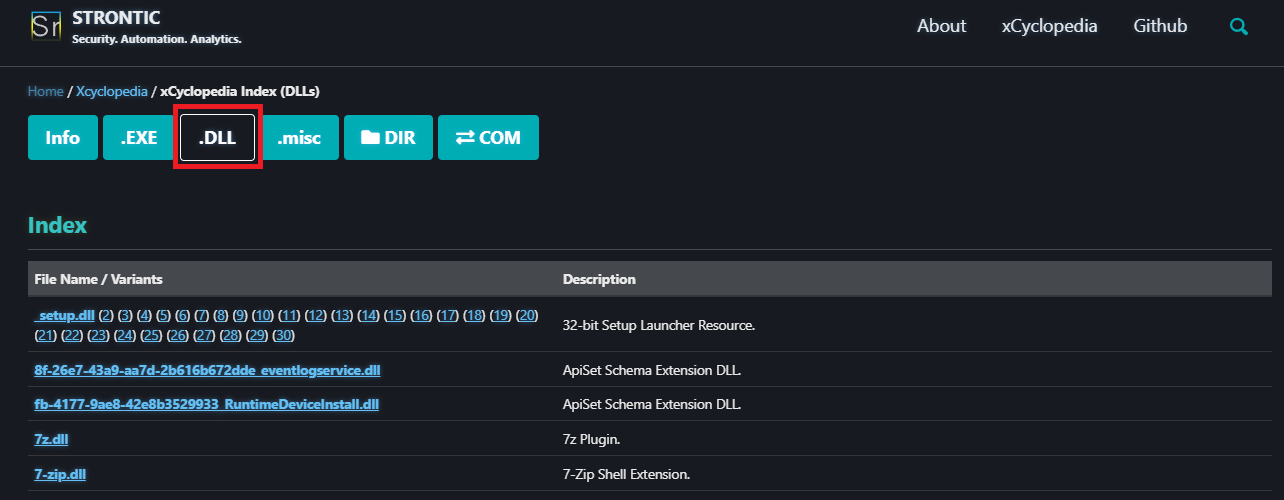 Sr STRONTIC
Security. Automation. Analytics.
About xCyclopedia Github
Home / Xcyclopedia / xCyclopedia Index (DLLs)
Info .EXE .DLL .misc DIR COM
Index
File Name / Variants Description
_setup.dll (2) (3) (4) (5) (6) (7) (8) (9) (10) (11) (12) (13) (14) (15) (16) (17) (18) (19) (20)
(21) (22) (23) (24) (25) (26) (27) (28) (29) (30)
32-bit Setup Launcher Resource.
8f-26e7-43a9-aa7d-2b616b672dde_eventlogservice.dll ApiSet Schema Extension DLL.
fb-4177-9ae8-42e8b3529933_RuntimeDeviceInstall.dll ApiSet Schema Extension DLL.
7z.dll 7z Plugin.
7-zip.dll 7-Zip Shell Extension.